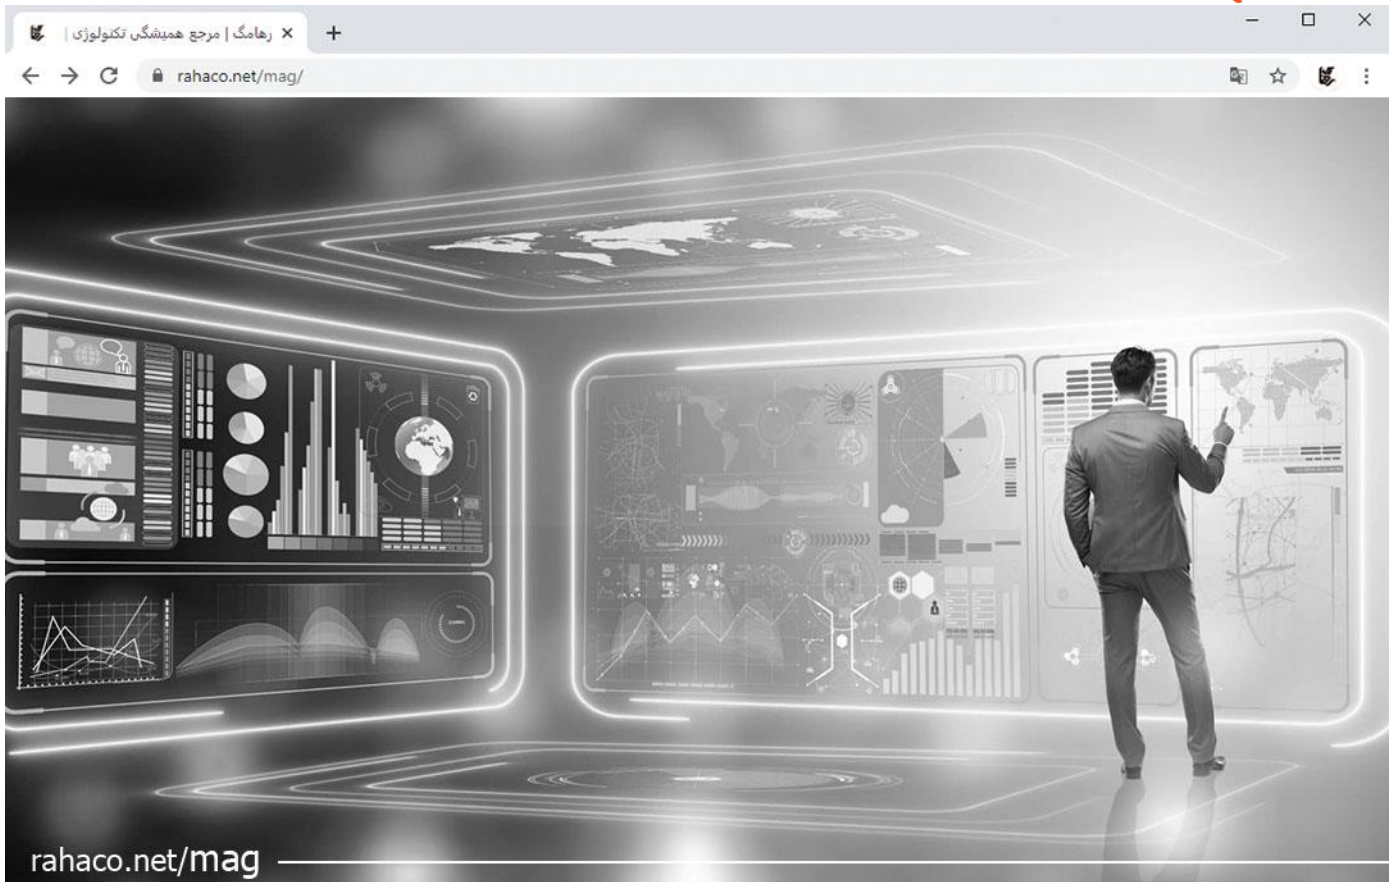 رهامگ | مرجع همیشگی تکنولوژی |
rahaco.net/mag/
rahaco.net/mag